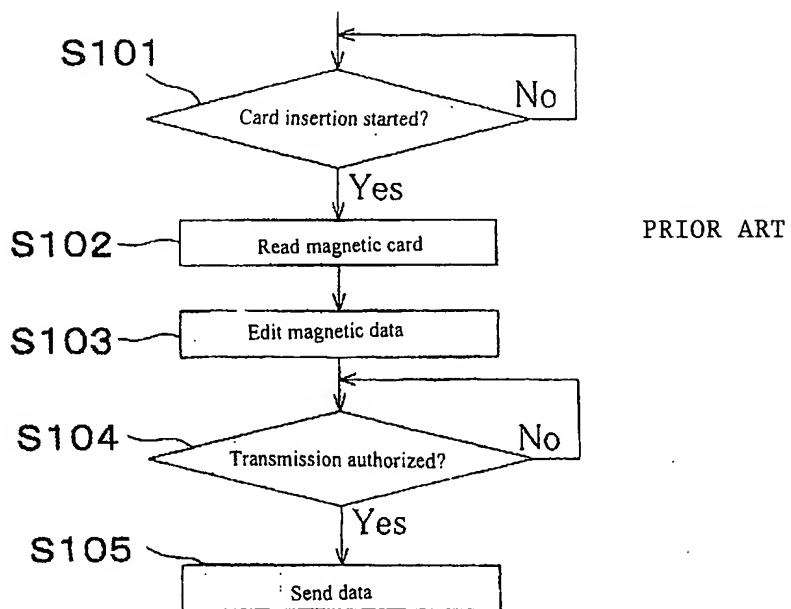 S101
Card insertion started?
No
Yes
S102
Read magnetic card
PRIOR ART
S103
Edit magnetic data
S104
Transmission authorized?
No
Yes
S105
Send data